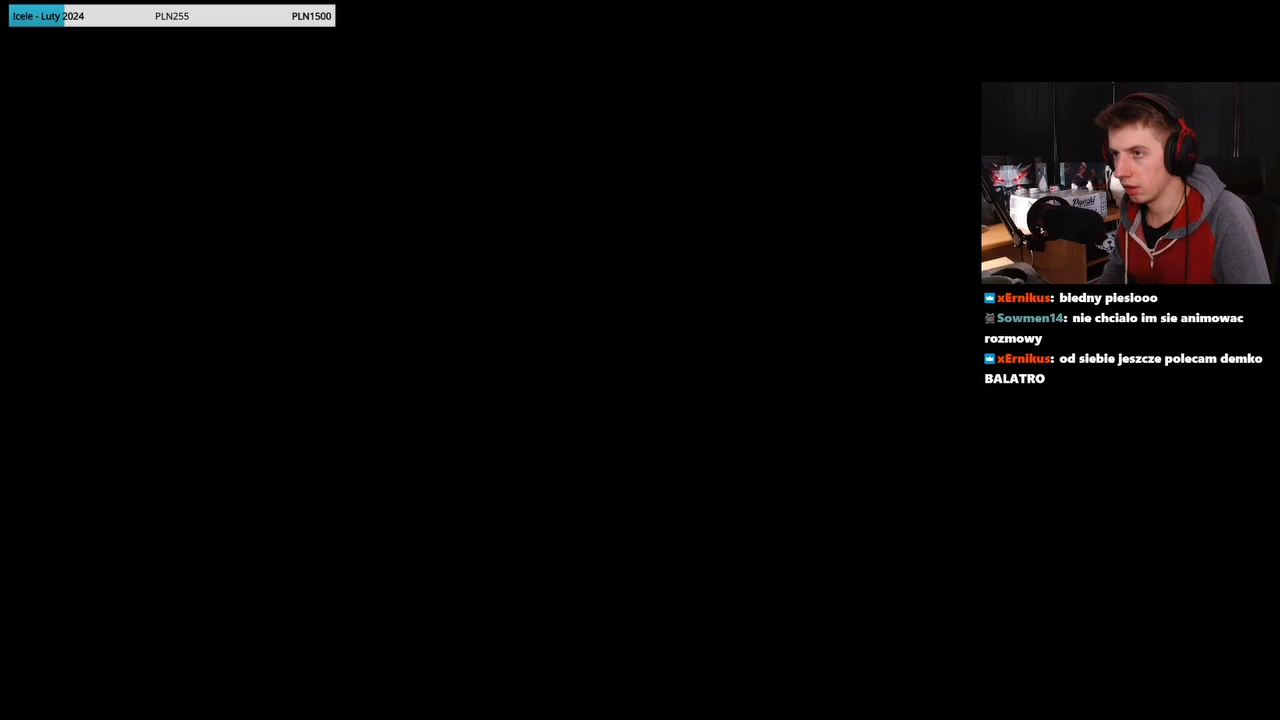 !cele - Luty 2024 PLN255 PLN1500
xErnikus: biedny piesiooo
Sowmen14: nie chcialo im sie animowac
rozmowy
xErnikus: od siebie jeszcze polecam demko
BALATRO